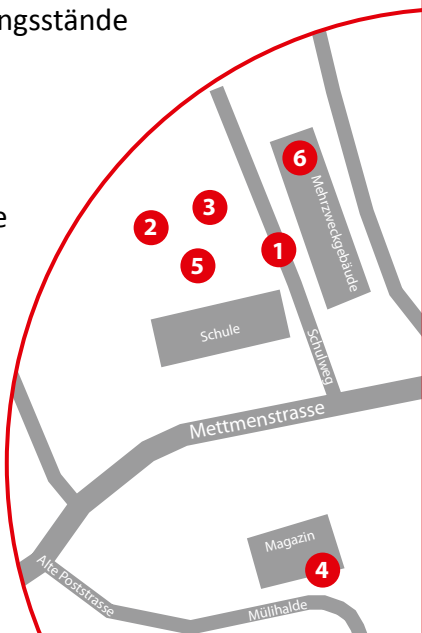 ngsstände
e
6
Mehrzweckgebäude
3
2
1
5
Schule
Schulweg
Mettmenstrasse
Magazin
4
Alte Poststrasse
Mülihalde